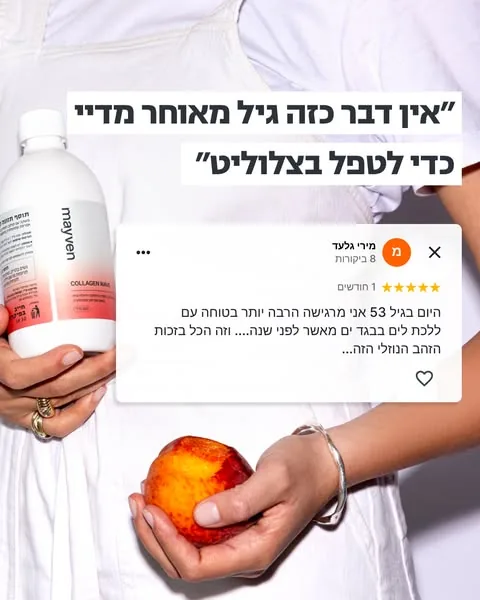 "אין דבר כזה גיל מאוחר מדיי
כדי לטפל בצלוליט"
מירי גלעד
מ
8 ביקורות
1 חודשים
היום בגיל 53 אני מרגישה הרבה יותר בטוחה עם
ללכת לים בבגד ים מאשר לפני שנה.... וזה הכל בזכות
הזהב הנוזלי הזה...
mayven
תוסף תזונה
COLLAGEN WAVE